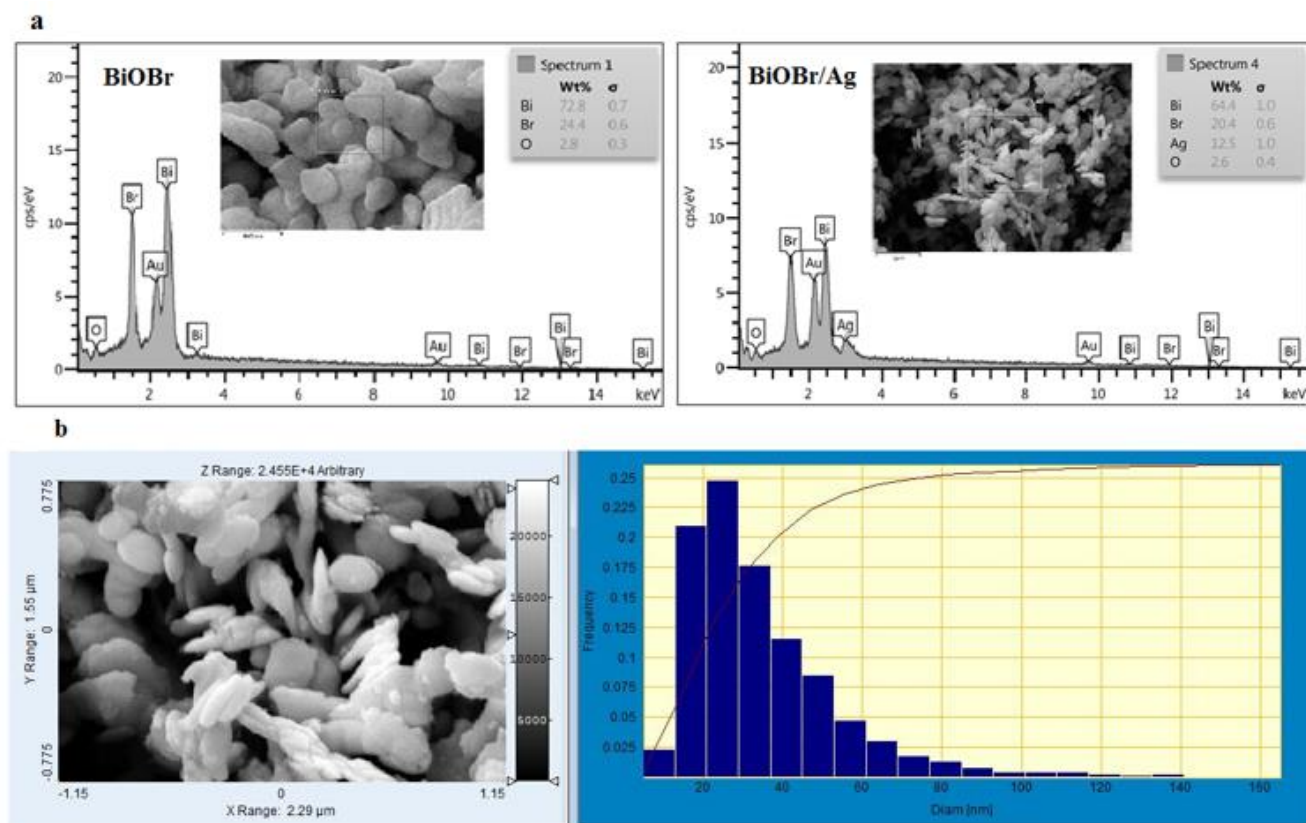 a
BiOBr
Spectrum 1
Wt% σ
Bi 72.8 0.7
Br 24.4 0.6
O 2.8 0.3
20
15
10
5
0
cps/eV
O
Br
Au
Bi
Bi
Au
Bi
Br
Bi
Br
Bi
2 4 6 8 10 12 14 keV
BiOBr/Ag
Spectrum 4
Wt% σ
Bi 64.4 1.0
Br 20.4 0.6
Ag 12.5 1.0
O 2.6 0.4
20
15
10
5
0
cps/eV
O
Br
Au
Bi
Ag
Au
Bi
Br
Bi
Br
Bi
2 4 6 8 10 12 14 keV
b
Z Range: 2.455E+4 Arbitrary
0.775
0
-0.775
Y Range: 1.55 µm
-1.15 0 1.15
X Range: 2.29 µm
20000
15000
10000
5000
0.25
0.225
0.2
0.175
0.15
0.125
0.1
0.075
0.05
0.025
Frequency
20 40 60 80 100 120 140 160
Diam [nm]